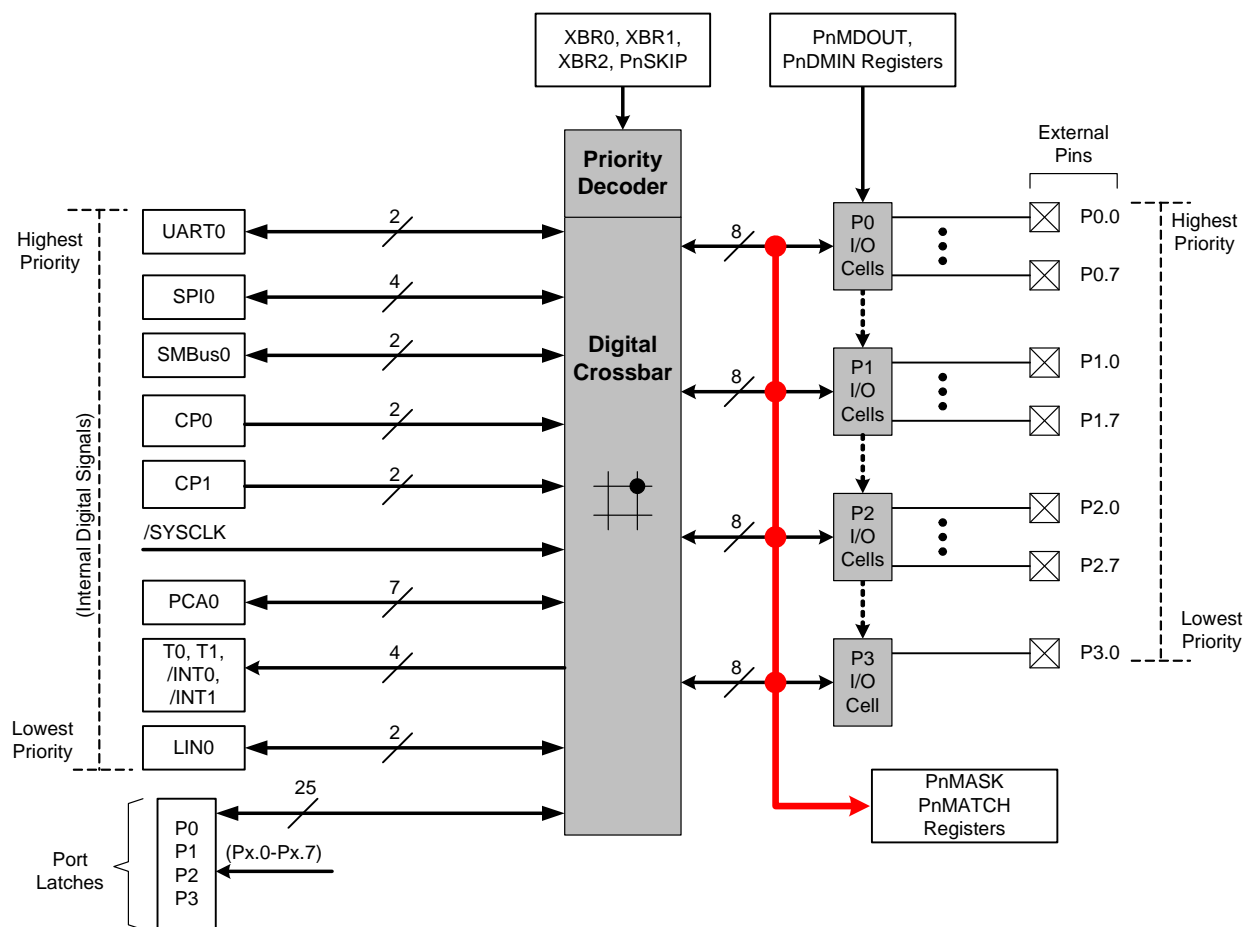 XBR0, XBR1,
XBR2, PnSKIP
PnMDOUT,
PnDMIN Registers
External
Pins
Priority
Decoder
Digital
Crossbar
Highest
Priority
(Internal Digital Signals)
Lowest
Priority
UART0
2
SPI0
4
SMBus0
2
CP0
2
CP1
2
/SYSCLK
PCA0
7
T0, T1,
/INT0,
/INT1
4
LIN0
2
25
Port
Latches
P0
P1
P2
P3
(Px.0-Px.7)
8
P0
I/O
Cells
P0.0
P0.7
Highest
Priority
8
P1
I/O
Cells
P1.0
P1.7
8
P2
I/O
Cells
P2.0
P2.7
8
P3
I/O
Cell
P3.0
Lowest
Priority
PnMASK
PnMATCH
Registers